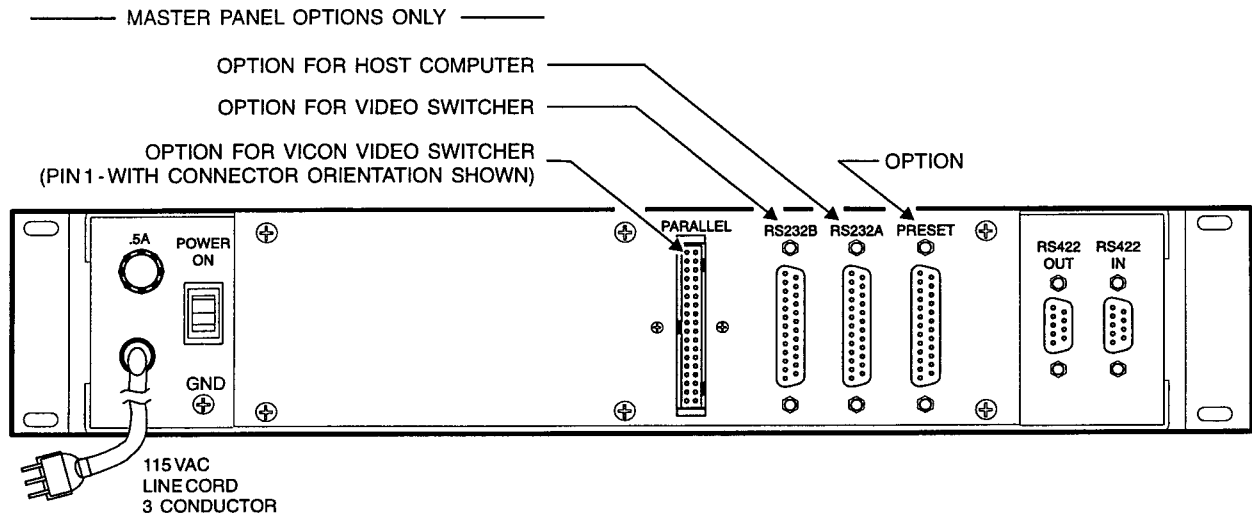 MASTER PANEL OPTIONS ONLY
OPTION FOR HOST COMPUTER
OPTION FOR VIDEO SWITCHER
OPTION FOR VICON VIDEO SWITCHER
(PIN 1 - WITH CONNECTOR ORIENTATION SHOWN)
OPTION
.5A
POWER
ON
PARALLEL
RS232B
RS232A
PRESET
RS422
OUT
RS422
IN
GND
115 VAC
LINE CORD
3 CONDUCTOR